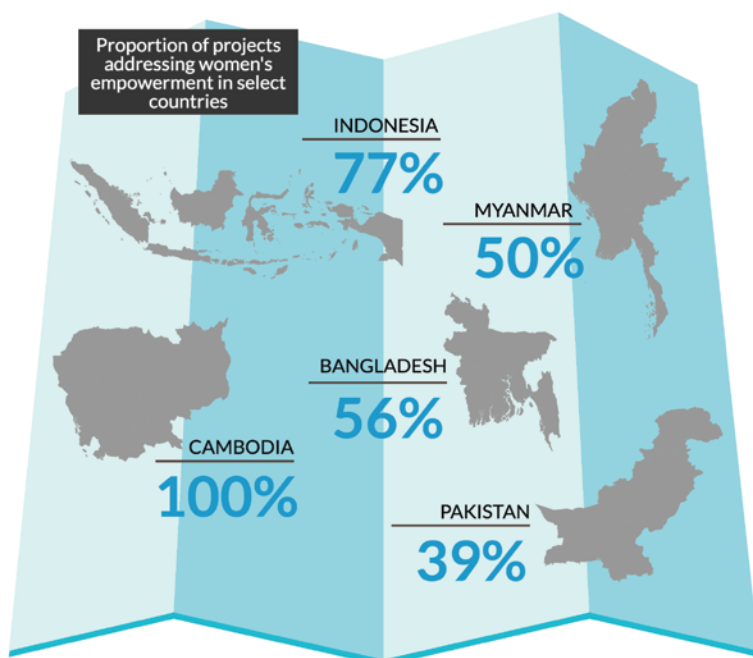 Proportion of projects
addressing women's
empowerment in select
countries
INDONESIA
77%
MYANMAR
50%
BANGLADESH
56%
CAMBODIA
100%
PAKISTAN
39%